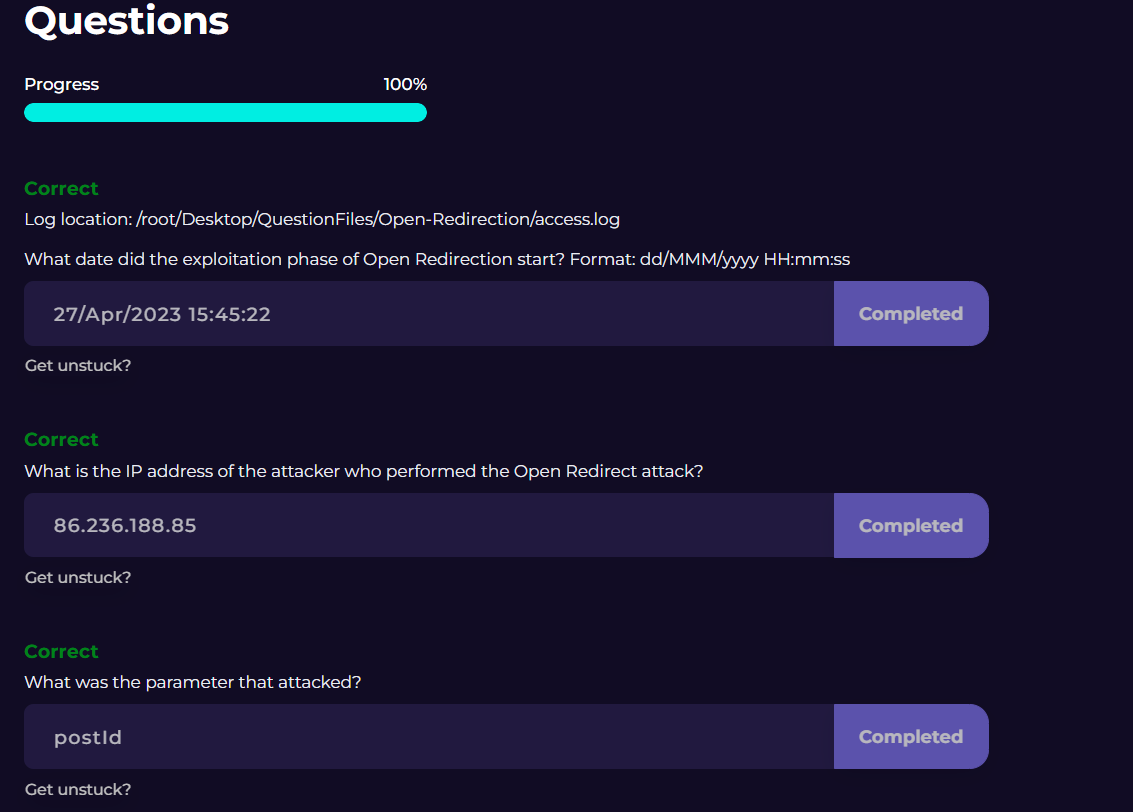 Questions
Progress 100%
Correct
Log location: /root/Desktop/QuestionFiles/Open-Redirection/access.log
What date did the exploitation phase of Open Redirection start? Format: dd/MMM/yyyy HH:mm:ss
27/Apr/2023 15:45:22 Completed
Get unstuck?
Correct
What is the IP address of the attacker who performed the Open Redirect attack?
86.236.188.85 Completed
Get unstuck?
Correct
What was the parameter that attacked?
postId Completed
Get unstuck?